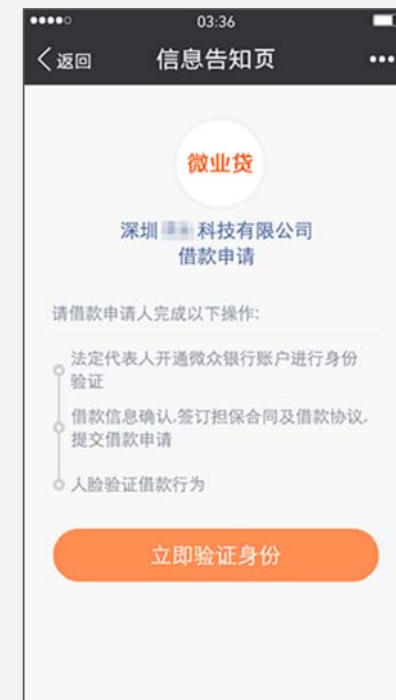 03:36
返回 信息告知页
微业贷
深圳 科技有限公司
借款申请
请借款申请人完成以下操作:
法定代表人开通微众银行账户进行身份
验证
借款信息确认.签订担保合同及借款协议.
提交借款申请
人脸验证借款行为
立即验证身份